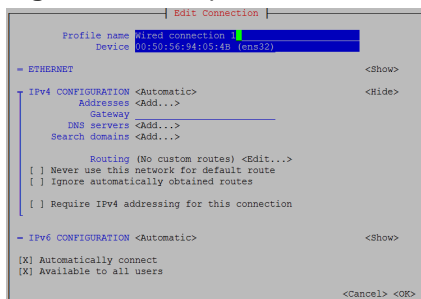 Edit Connection
Profile name Wired connection 1
Device 00:50:56:94:05:4B (ens32)
= ETHERNET <Show>
IPv4 CONFIGURATION <Automatic> <Hide>
Addresses <Add...>
Gateway
DNS servers <Add...>
Search domains <Add...>
Routing (No custom routes) <Edit...>
[ ] Never use this network for default route
[ ] Ignore automatically obtained routes
[ ] Require IPv4 addressing for this connection
= IPv6 CONFIGURATION <Automatic> <Show>
[X] Automatically connect
[X] Available to all users
<Cancel> <OK>